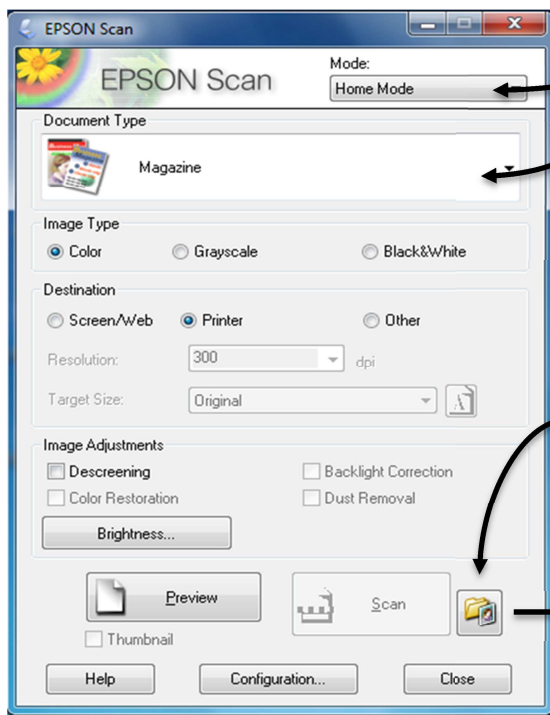 EPSON Scan
EPSON Scan
Mode:
Home Mode
Document Type
Magazine
Image Type
Color Grayscale Black&White
Destination
Screen/Web Printer Other
Resolution: 300 dpi
Target Size: Original
Image Adjustments
Descreening Backlight Correction
Color Restoration Dust Removal
Brightness...
Preview Scan
Thumbnail
Help Configuration... Close